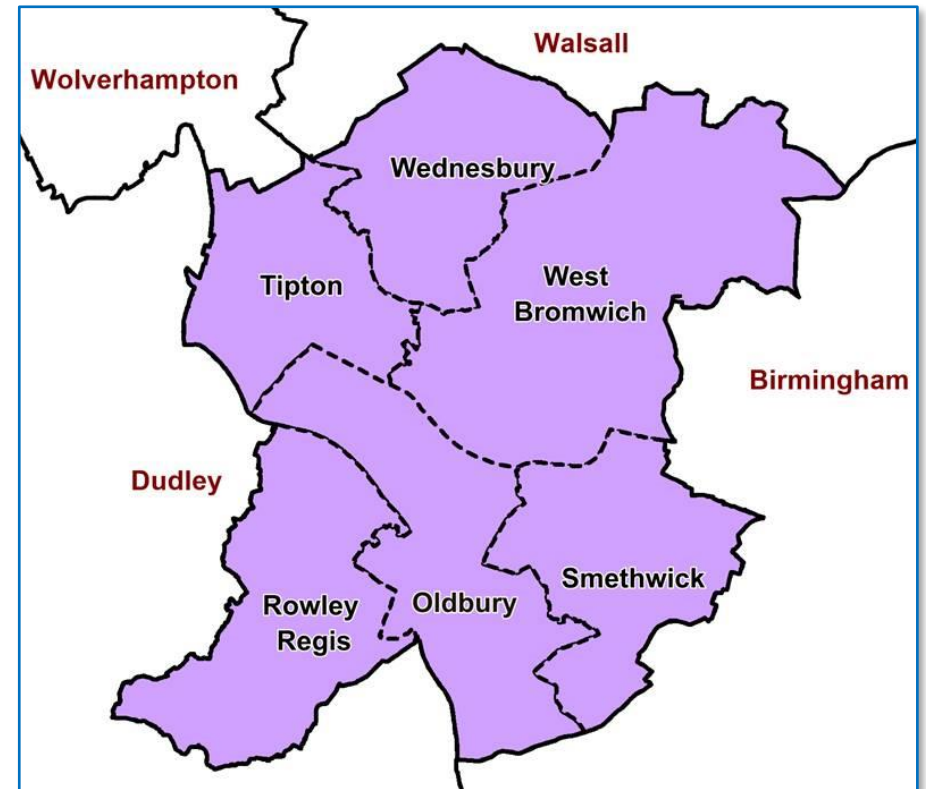 Walsall
Wolverhampton
Wednesbury
Tipton
West
Bromwich
Birmingham
Dudley
Smethwick
Rowley
Regis
Oldbury